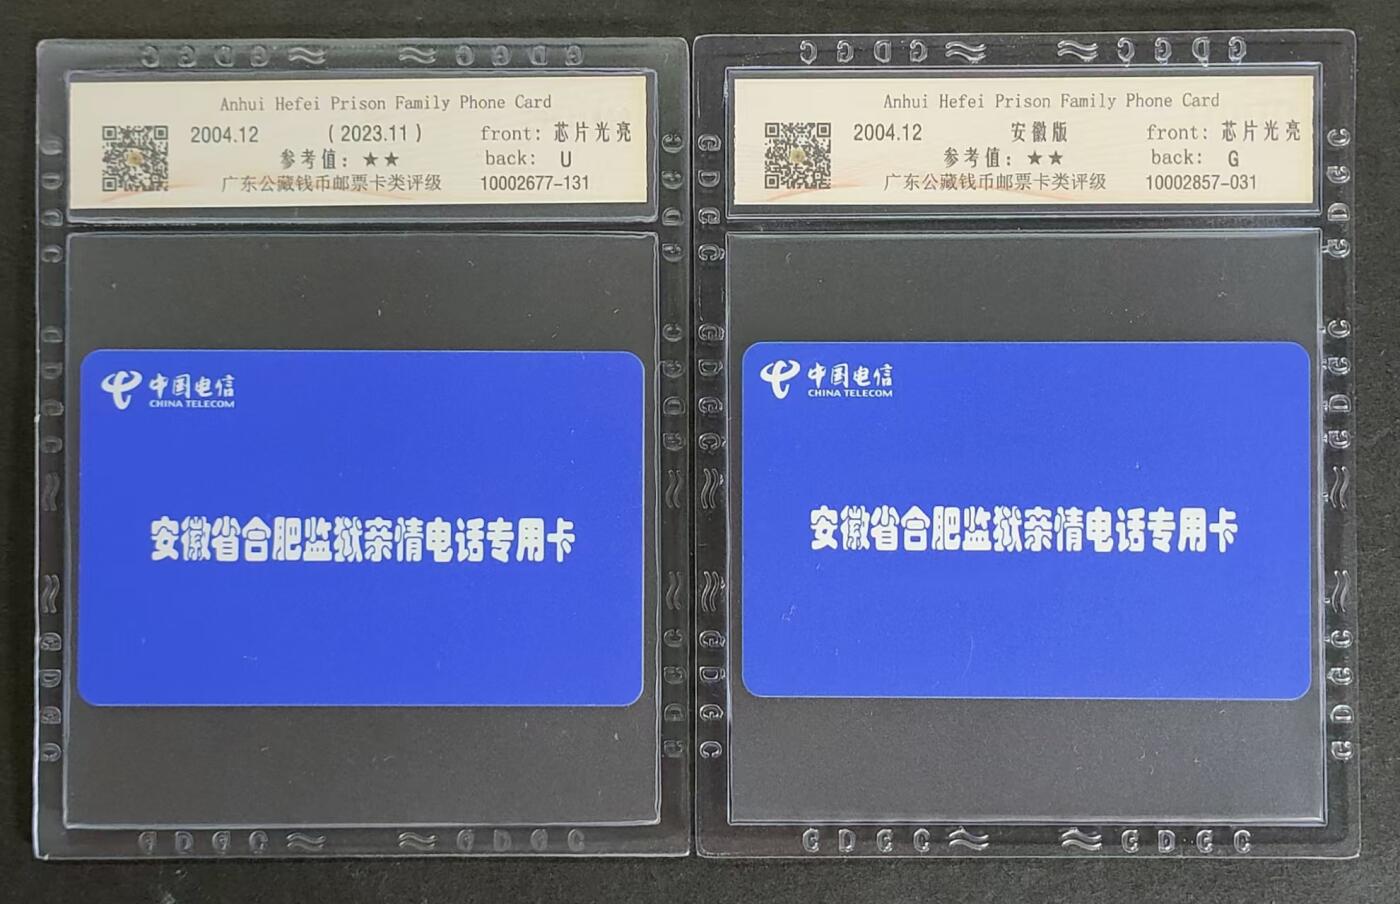 Anhui Hefei Prison Family Phone Card
2004.12 (2023.11) front: 芯片光亮
参考值：★★ back: U
广东公藏钱币邮票卡类评级 10002677-131
中国电信
CHINA TELECOM
安徽省合肥监狱亲情电话专用卡
Anhui Hefei Prison Family Phone Card
2004.12 安徽版 front: 芯片光亮
参考值：★★ back: G
广东公藏钱币邮票卡类评级 10002857-031
中国电信
CHINA TELECOM
安徽省合肥监狱亲情电话专用卡